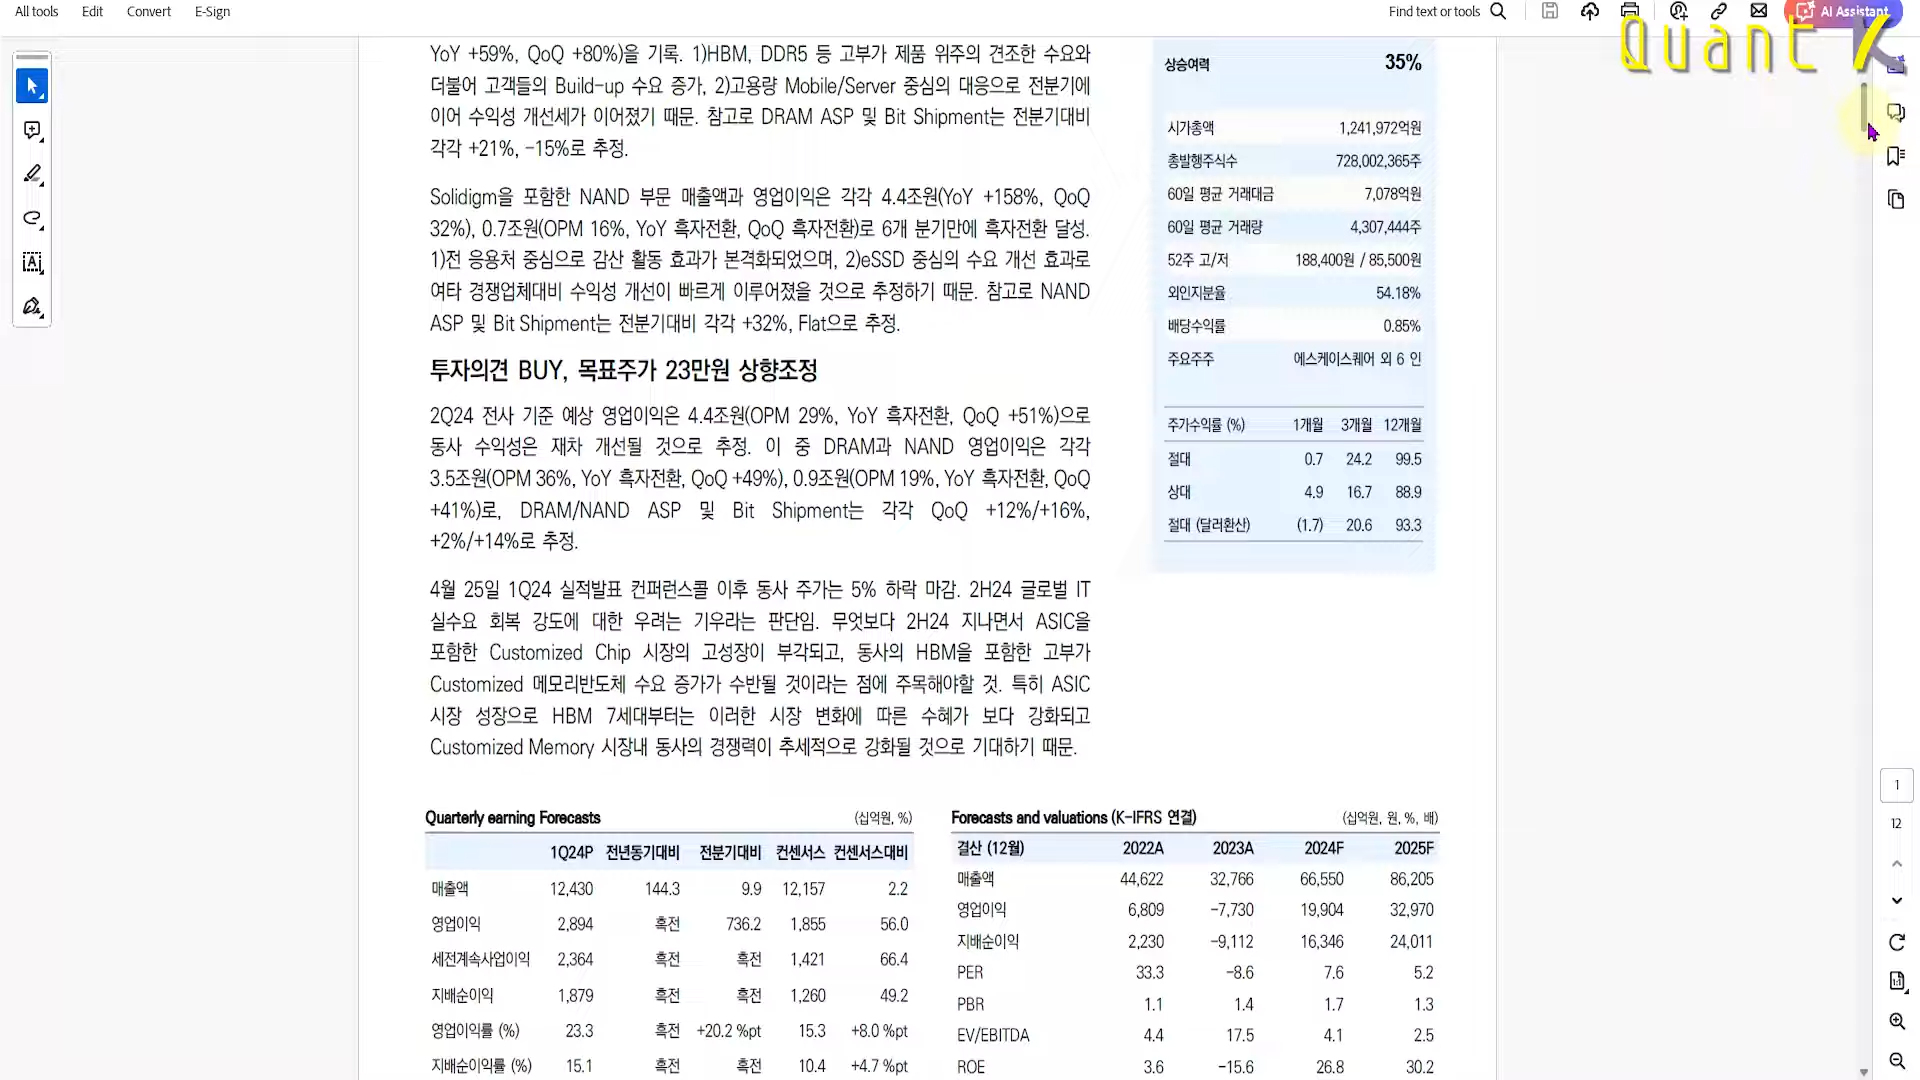 All tools Edit Convert E-Sign
Find text or tools
AI Assistant
Quant K
YoY +59%, QoQ +80%)을 기록. 1)HBM, DDR5 등 고부가 제품 위주의 견조한 수요와
더불어 고객들의 Build-up 수요 증가, 2)고용량 Mobile/Server 중심의 대응으로 전분기에
이어 수익성 개선세가 이어졌기 때문. 참고로 DRAM ASP 및 Bit Shipment는 전분기대비
각각 +21%, -15%로 추정.
Solidigm을 포함한 NAND 부문 매출액과 영업이익은 각각 4.4조원(YoY +158%, QoQ
32%), 0.7조원(OPM 16%, YoY 흑자전환, QoQ 흑자전환)로 6개 분기만에 흑자전환 달성.
1)전 응용처 중심으로 감산 활동 효과가 본격화되었으며, 2)eSSD 중심의 수요 개선 효과로
여타 경쟁업체대비 수익성 개선이 빠르게 이루어졌을 것으로 추정하기 때문. 참고로 NAND
ASP 및 Bit Shipment는 전분기대비 각각 +32%, Flat으로 추정.
투자의견 BUY, 목표주가 23만원 상향조정
2Q24 전사 기준 예상 영업이익은 4.4조원(OPM 29%, YoY 흑자전환, QoQ +51%)으로
동사 수익성은 재차 개선될 것으로 추정. 이 중 DRAM과 NAND 영업이익은 각각
3.5조원(OPM 36%, YoY 흑자전환, QoQ +49%), 0.9조원(OPM 19%, YoY 흑자전환, QoQ
+41%)로, DRAM/NAND ASP 및 Bit Shipment는 각각 QoQ +12%/+16%,
+2%/+14%로 추정.
4월 25일 1Q24 실적발표 컨퍼런스콜 이후 동사 주가는 5% 하락 마감. 2H24 글로벌 IT
실수요 회복 강도에 대한 우려는 기우라는 판단임. 무엇보다 2H24 지나면서 ASIC을
포함한 Customized Chip 시장의 고성장이 부각되고, 동사의 HBM을 포함한 고부가
Customized 메모리반도체 수요 증가가 수반될 것이라는 점에 주목해야할 것. 특히 ASIC
시장 성장으로 HBM 7세대부터는 이러한 시장 변화에 따른 수혜가 보다 강화되고
Customized Memory 시장내 동사의 경쟁력이 추세적으로 강화될 것으로 기대하기 때문.
상승여력 35%
시가총액 1,241,972억원
총발행주식수 728,002,365주
60일 평균 거래대금 7,078억원
60일 평균 거래량 4,307,444주
52주 고/저 188,400원 / 85,500원
외인지분율 54.18%
배당수익률 0.85%
주요주주 에스케이스퀘어 외 6 인
주가수익률 (%) 1개월 3개월 12개월
절대 0.7 24.2 99.5
상대 4.9 16.7 88.9
절대 (달러환산) (1.7) 20.6 93.3
Quarterly earning Forecasts (십억원, %)
1Q24P 전년동기대비 전분기대비 컨센서스 컨센서스대비
매출액 12,430 144.3 9.9 12,157 2.2
영업이익 2,894 흑전 736.2 1,855 56.0
세전계속사업이익 2,364 흑전 흑전 1,421 66.4
지배순이익 1,879 흑전 흑전 1,260 49.2
영업이익률 (%) 23.3 흑전 +20.2 %pt 15.3 +8.0 %pt
지배순이익률 (%) 15.1 흑전 흑전 10.4 +4.7 %pt
Forecasts and valuations (K-IFRS 연결) (십억원, 원, %, 배)
결산 (12월) 2022A 2023A 2024F 2025F
매출액 44,622 32,766 66,550 86,205
영업이익 6,809 -7,730 19,904 32,970
지배순이익 2,230 -9,112 16,346 24,011
PER 33.3 -8.6 7.6 5.2
PBR 1.1 1.4 1.7 1.3
EV/EBITDA 4.4 17.5 4.1 2.5
ROE 3.6 -15.6 26.8 30.2
1
12